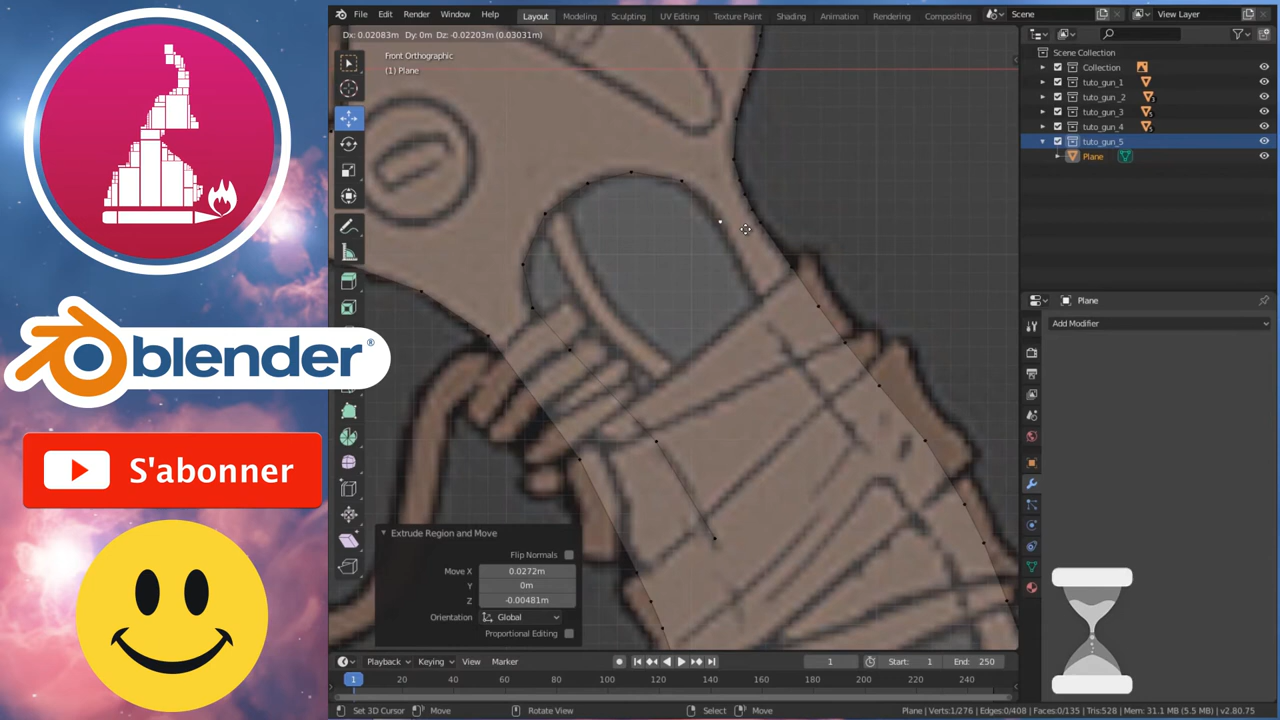 File Edit Render Window Help
Layout Modeling Sculpting UV Editing Texture Paint Shading Animation Rendering Compositing
Scene
View Layer
Dx: 0.02083m Dy: 0m Dz: -0.02203m (0.03031m)
Front Orthographic
(1) Plane
Scene Collection
Collection
tuto_gun_1
tuto_gun_2
tuto_gun_3
tuto_gun_4
tuto_gun_5
Plane
Plane
Add Modifier
blender®
S'abonner
Extrude Region and Move
Flip Normals
Move X 0.0272m
Y 0m
Z -0.00481m
Orientation Global
Proportional Editing
Playback Keying View Marker
1
Start: 1
End: 250
1 20 40 60 80 100 120 140 160 180 200 220 240
Set 3D Cursor Move Rotate View Select Move
Plane | Verts:1/276 | Edges:0/408 | Faces:0/135 | Tris:528 | Mem: 31.1 MB (5.5 MB) | v2.80.75